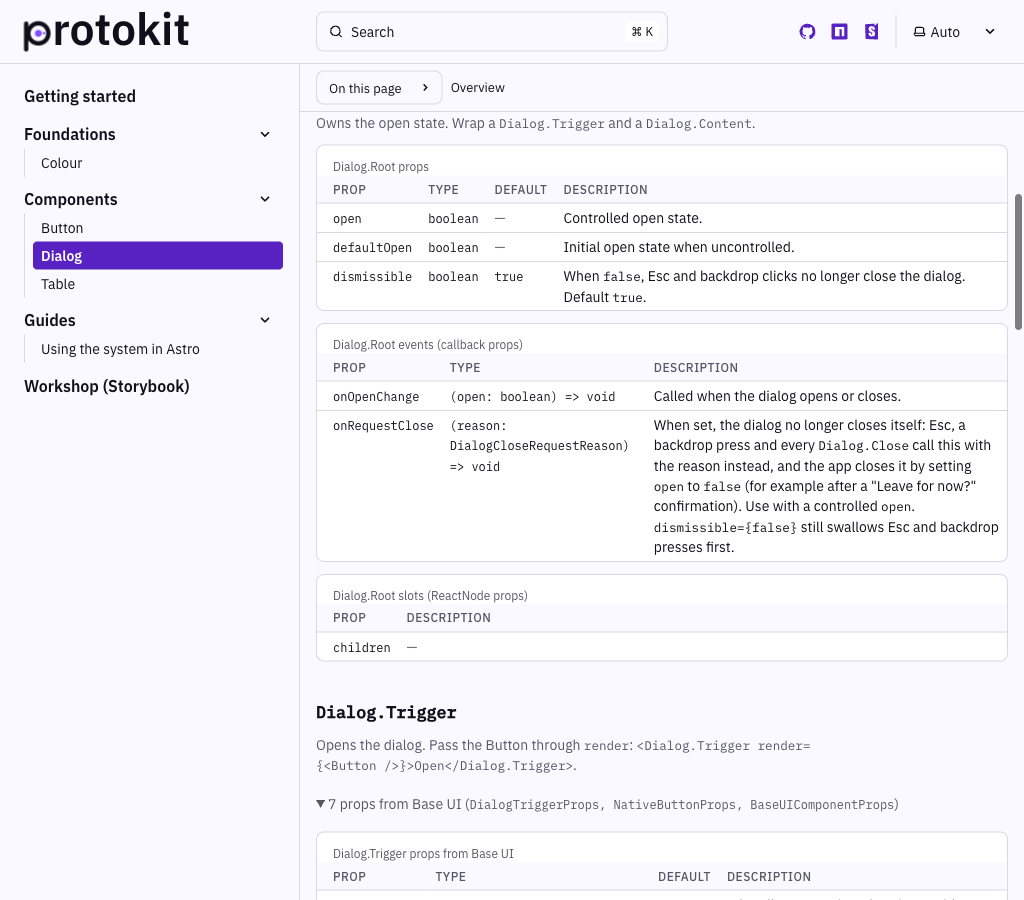 protokit
Search
⌘ K
Auto
On this page
Overview
Getting started
Foundations
Colour
Components
Button
Dialog
Table
Guides
Using the system in Astro
Workshop (Storybook)
Owns the open state. Wrap a Dialog.Trigger and a Dialog.Content.
Dialog.Root props
PROP TYPE DEFAULT DESCRIPTION
open boolean — Controlled open state.
defaultOpen boolean — Initial open state when uncontrolled.
dismissible boolean true When false, Esc and backdrop clicks no longer close the dialog.
Default true.
Dialog.Root events (callback props)
PROP TYPE DESCRIPTION
onOpenChange (open: boolean) => void Called when the dialog opens or closes.
onRequestClose (reason: When set, the dialog no longer closes itself: Esc, a
DialogCloseRequestReason) backdrop press and every Dialog.Close call this with
=> void the reason instead, and the app closes it by setting
open to false (for example after a "Leave for now?"
confirmation). Use with a controlled open.
dismissible={false} still swallows Esc and backdrop
presses first.
Dialog.Root slots (ReactNode props)
PROP DESCRIPTION
children —
Dialog.Trigger
Opens the dialog. Pass the Button through render: <Dialog.Trigger render=
{<Button />}>Open</Dialog.Trigger>.
▼ 7 props from Base UI (DialogTriggerProps, NativeButtonProps, BaseUIComponentProps)
Dialog.Trigger props from Base UI
PROP TYPE DEFAULT DESCRIPTION